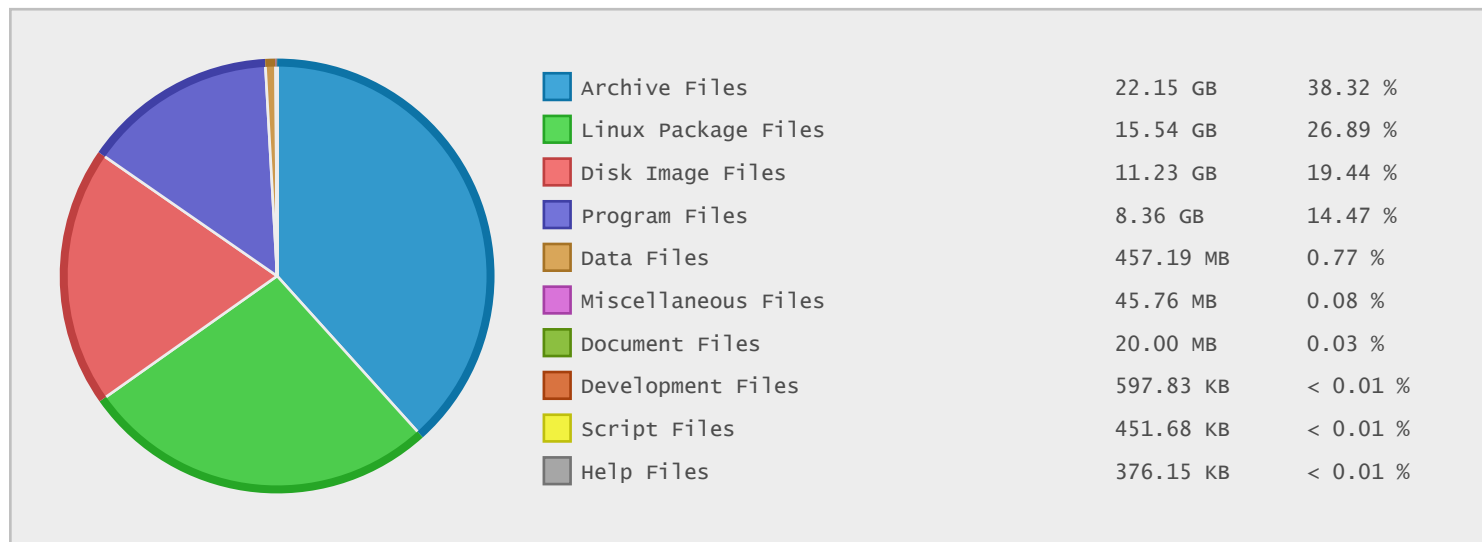 Archive Files 22.15 GB 38.32 %
Linux Package Files 15.54 GB 26.89 %
Disk Image Files 11.23 GB 19.44 %
Program Files 8.36 GB 14.47 %
Data Files 457.19 MB 0.77 %
Miscellaneous Files 45.76 MB 0.08 %
Document Files 20.00 MB 0.03 %
Development Files 597.83 KB < 0.01 %
Script Files 451.68 KB < 0.01 %
Help Files 376.15 KB < 0.01 %